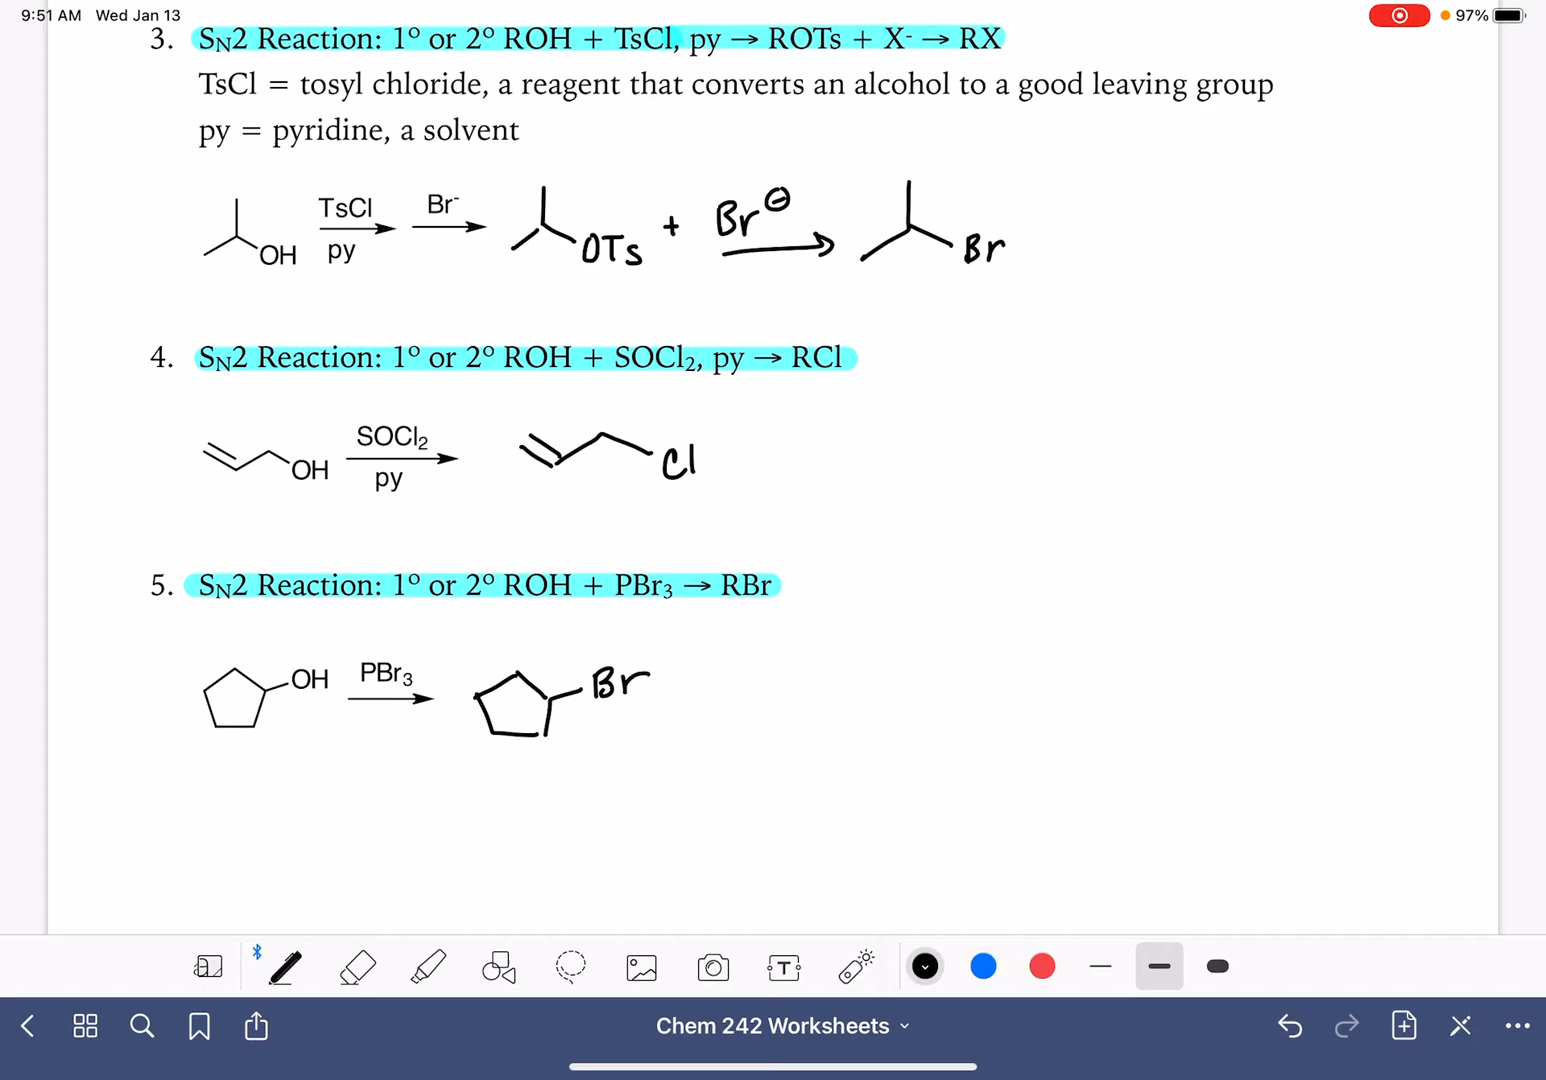 9:51 AM Wed Jan 13
97%
3. SN2 Reaction: 1° or 2° ROH + TsCl, py → ROTs + X- → RX
TsCl = tosyl chloride, a reagent that converts an alcohol to a good leaving group
py = pyridine, a solvent
OH TsCl py Br- OTs + Br⊖ Br
4. SN2 Reaction: 1° or 2° ROH + SOCl2, py → RCl
OH SOCl2 py Cl
5. SN2 Reaction: 1° or 2° ROH + PBr3 → RBr
OH PBr3 Br
a T
Chem 242 Worksheets